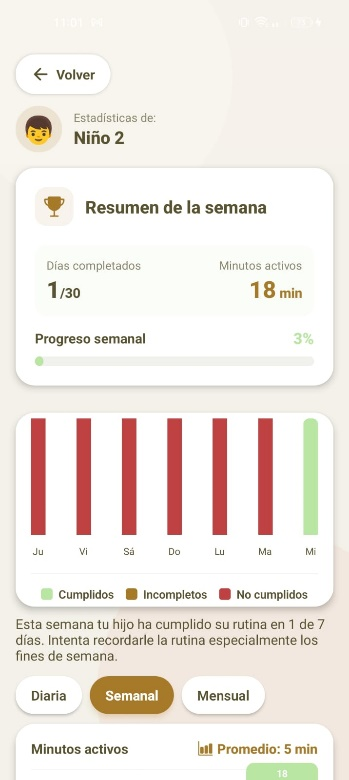 11:01
Volver
Estadísticas de:
Niño 2
Resumen de la semana
Días completados Minutos activos
1/30 18 min
Progreso semanal 3%
Ju Vi Sá Do Lu Ma Mi
Cumplidos Incompletos No cumplidos
Esta semana tu hijo ha cumplido su rutina en 1 de 7
días. Intenta recordarle la rutina especialmente los
fines de semana.
Diaria Semanal Mensual
Minutos activos Promedio: 5 min
18